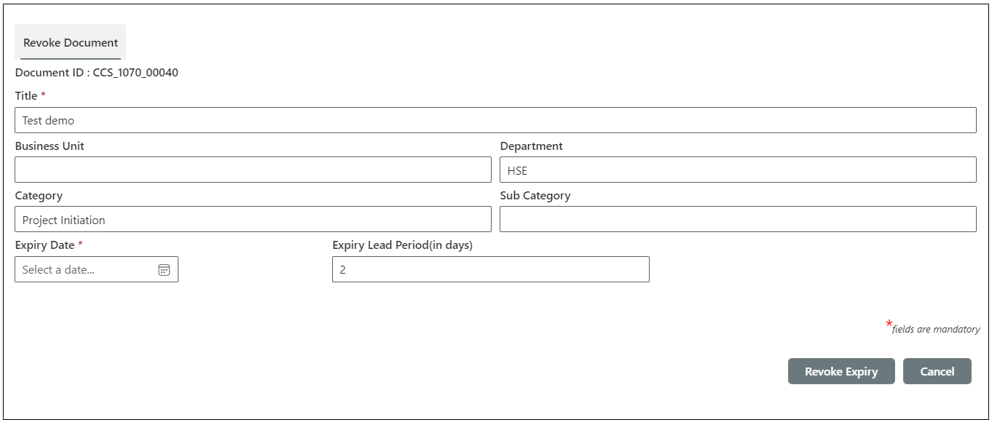 Revoke Document
Document ID : CCS_1070_00040
Title *
Test demo
Business Unit
Department
HSE
Category
Sub Category
Project Initiation
Expiry Date *
Expiry Lead Period(in days)
Select a date...
2
*fields are mandatory
Revoke Expiry
Cancel